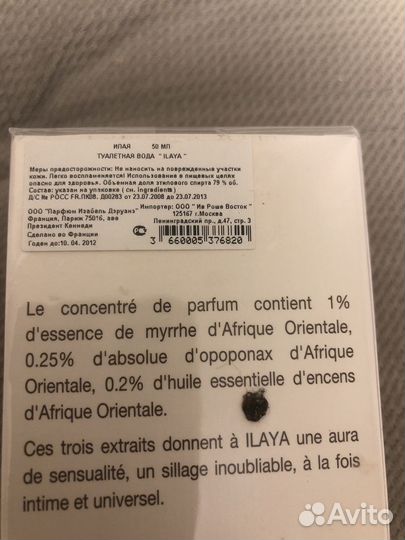 ИЛАЯ 50 МЛ
ТУАЛЕТНАЯ ВОДА " ILAYA "
Меры предосторожности: Не наносить на поврежденные участки
кожи. Легко воспламеняется! Использование в пищевых целях
опасно для здоровья. Объемная доля этилового спирта 79 % об.
Состав: указан на упаковке ( см. Ingredients )
Д/С № РОСС FR.ПК08. Д00283 от 23.07.2008 до 23.07.2013
Импортер: ООО " Ив Роше Восток "
ООО "Парфюм Изабель Дэруанэ" 125167 г.Москва
Франция, Париж 75016, аве Ленинградский пр., д.47, стр. 3
Президент Кеннеди
Сделано во Франции
Годен до:10. 04. 2012
3 660005 376820
Le concentré de parfum contient 1%
d'essence de myrrhe d'Afrique Orientale,
0.25% d'absolue d'opoponax d'Afrique
Orientale, 0.2% d'huile essentielle d'encens
d'Afrique Orientale.
Ces trois extraits donnent à ILAYA une aura
de sensualité, un sillage inoubliable, à la fois
intime et universel.
Avito